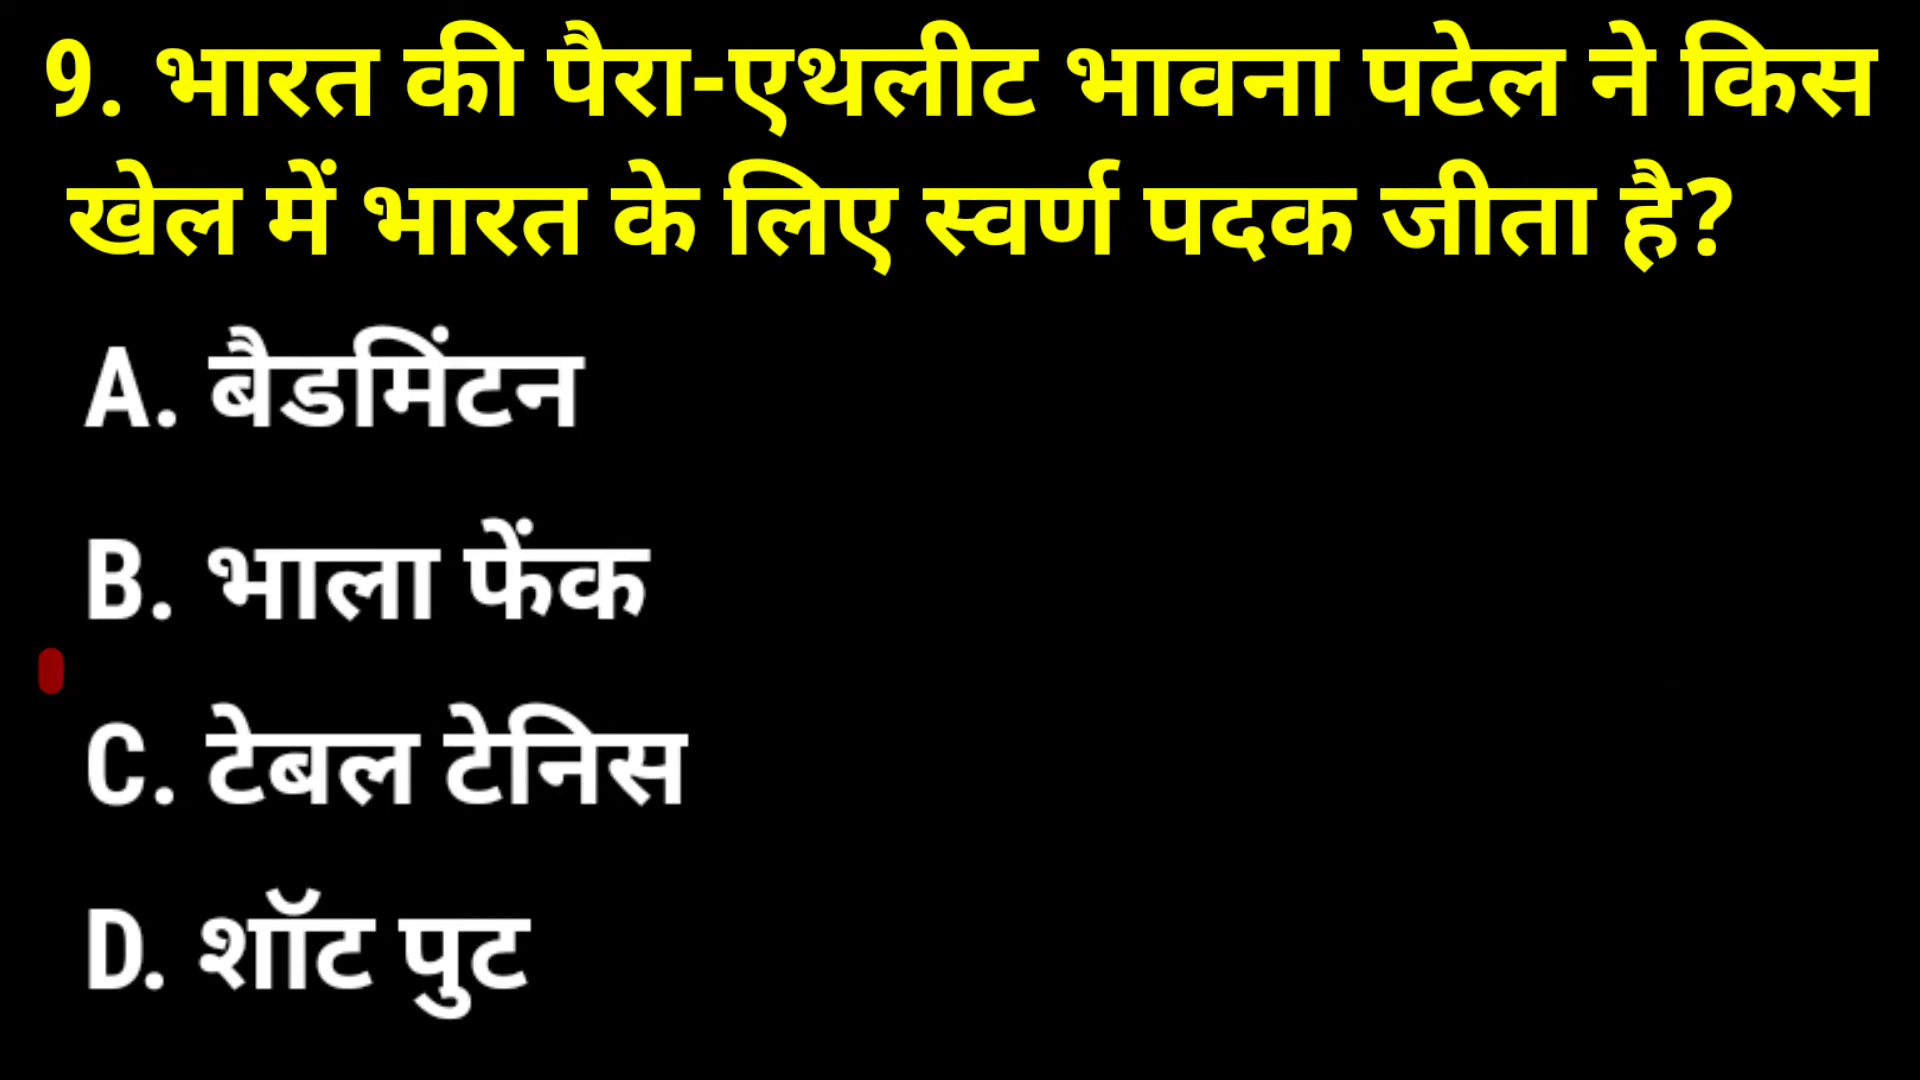 9. भारत की पैरा-एथलीट भावना पटेल ने किस
खेल में भारत के लिए स्वर्ण पदक जीता है?
A. बैडमिंटन
B. भाला फेंक
C. टेबल टेनिस
D. शॉट पुट